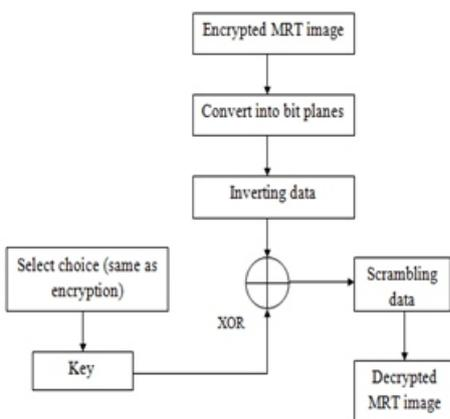 Encrypted MRT image
Convert into bit planes
Inverting data
Select choice (same as
encryption)
Key
XOR
Scrambling
data
Decrypted
MRT image